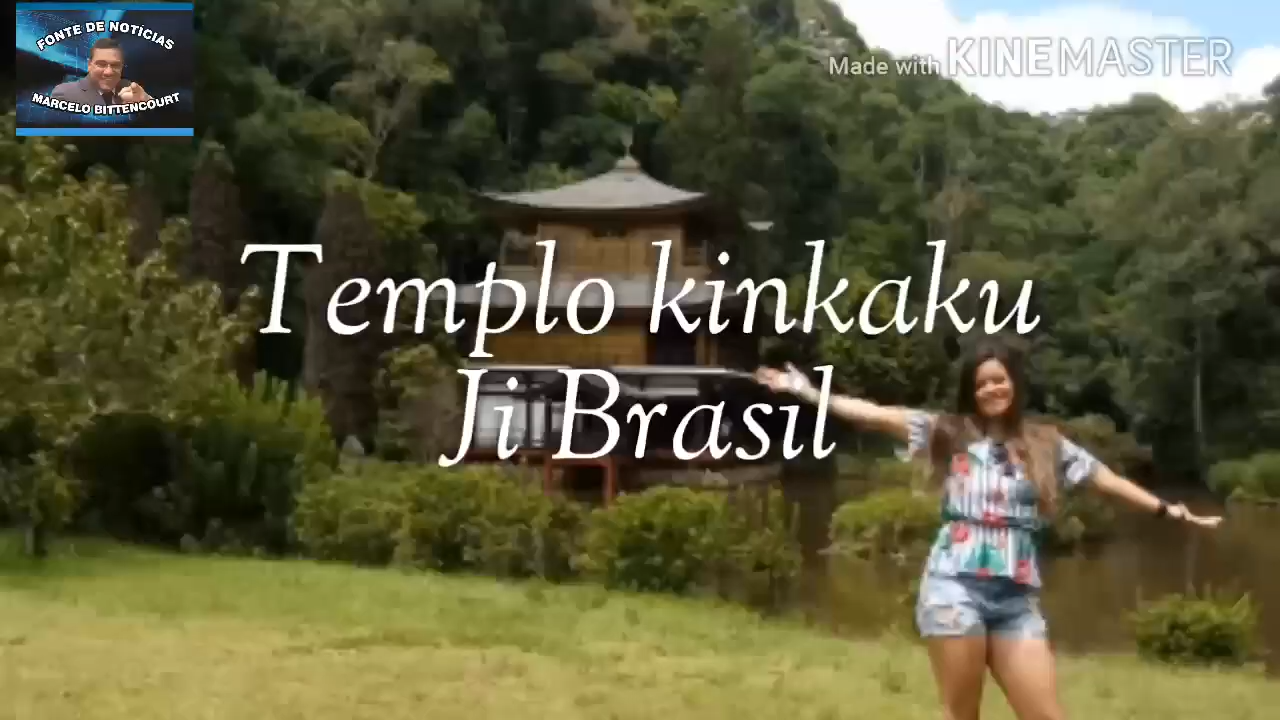 FONTE DE NOTÍCIAS
MARCELO BITTENCOURT
Made with KINEMASTER
Templo kinkaku
Ji Brasil